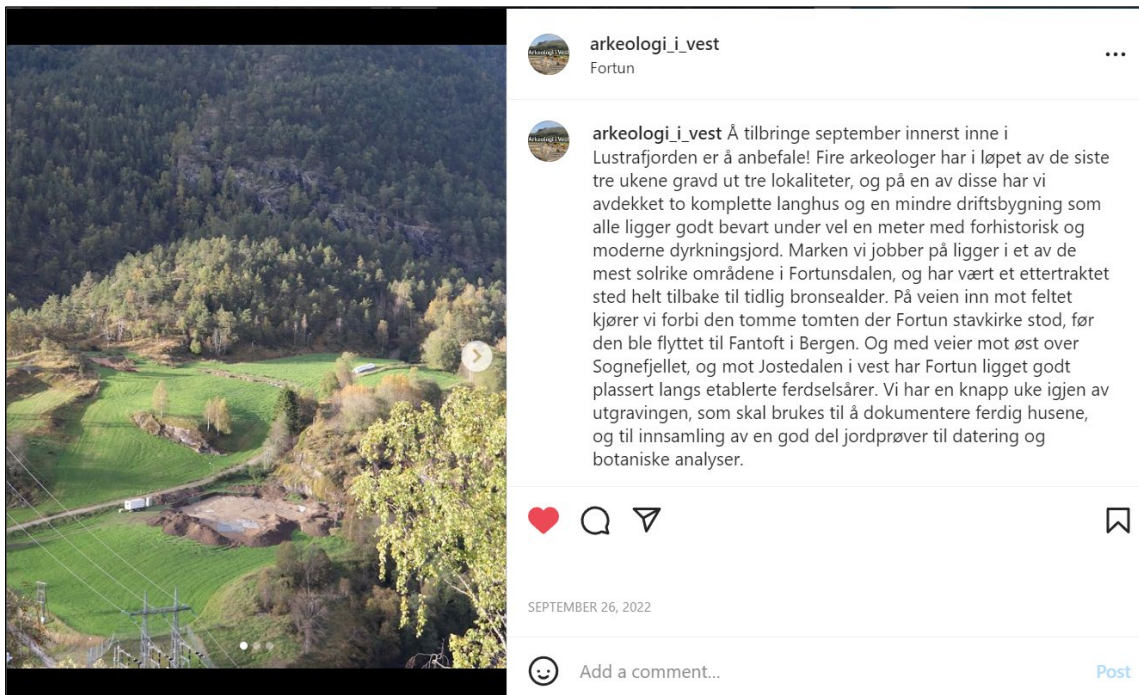 arkeologi_i_vest
Fortun
arkeologi_i_vest Å tilbringe september innerst inne i
Lustrafjorden er å anbefale! Fire arkeologer har i løpet av de siste
tre ukene gravd ut tre lokaliteter, og på en av disse har vi
avdekket to komplette langhus og en mindre driftsbygning som
alle ligger godt bevart under vel en meter med forhistorisk og
moderne dyrkningsjord. Marken vi jobber på ligger i et av de
mest solrike områdene i Fortunsdalen, og har vært et ettertraktet
sted helt tilbake til tidlig bronsealder. På veien inn mot feltet
kjører vi forbi den tomme tomten der Fortun stavkirke stod, før
den ble flyttet til Fantoft i Bergen. Og med veier mot øst over
Sognefjellet, og mot Jostedalen i vest har Fortun ligget godt
plassert langs etablerte ferdselsårer. Vi har en knapp uke igjen av
utgravingen, som skal brukes til å dokumentere ferdig husene,
og til innsamling av en god del jordprøver til datering og
botaniske analyser.
SEPTEMBER 26, 2022
Add a comment...
Post